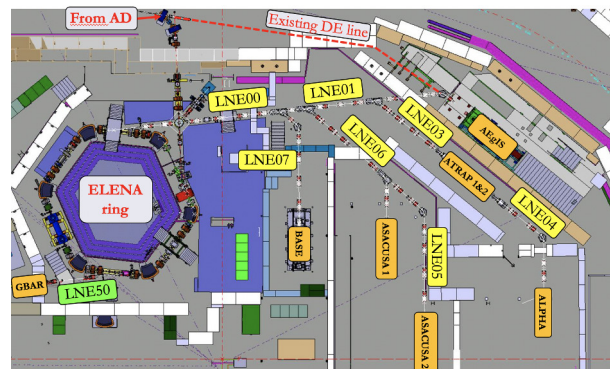 From AD
Existing DE line
LNE00
LNE01
LNE03
AEgIS
LNE07
LNE06
ATRAP 1&2
ELENA
ring
LNE04
BASE
ASACUSA 1
LNE05
GBAR
LNE50
ASACUSA 2
ALPHA